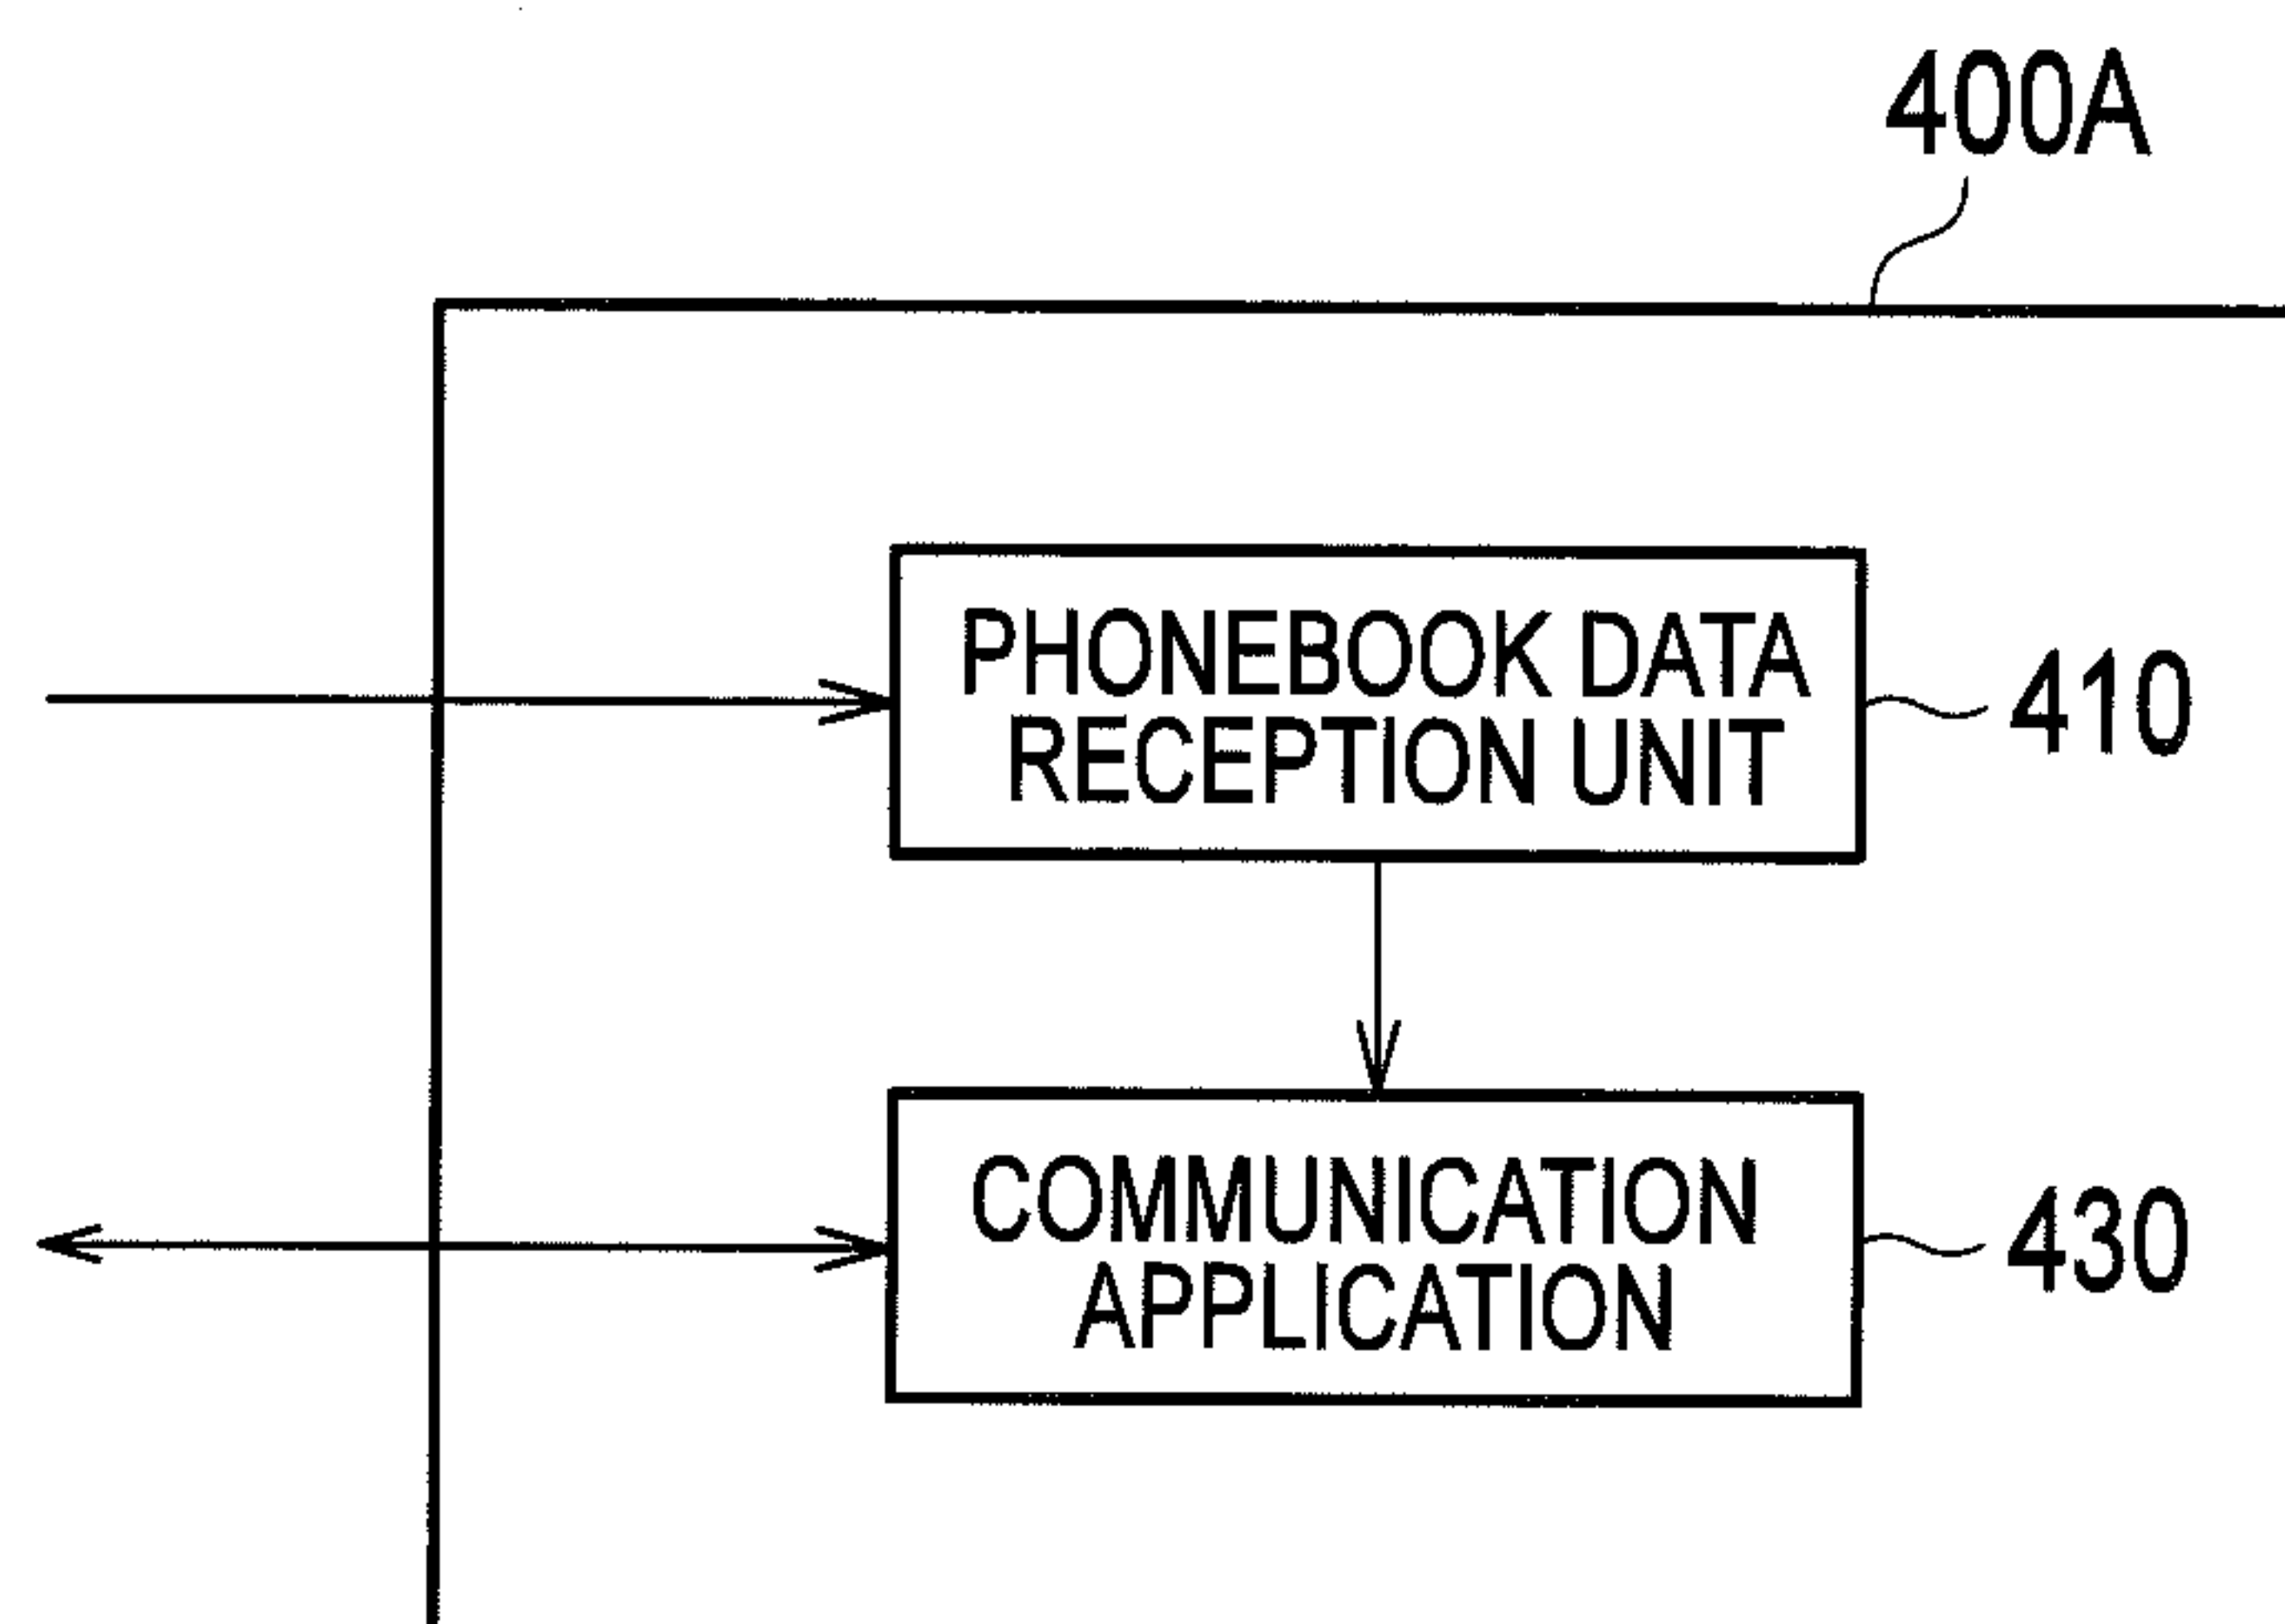 400A
PHONEBOOK DATA
RECEPTION UNIT
410
COMMUNICATION
APPLICATION
430